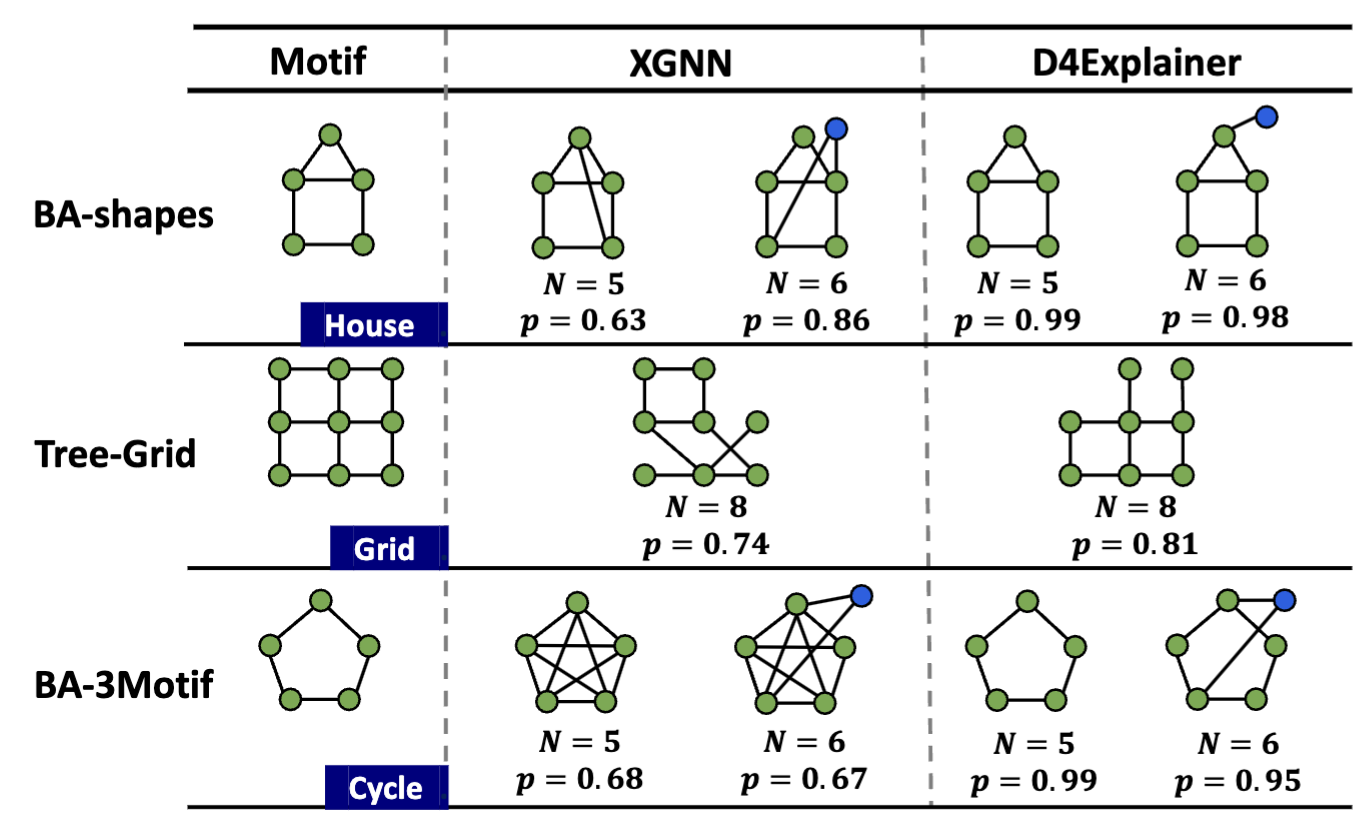 Motif XGNN D4Explainer
BA-shapes
N = 5 N = 6 N = 5 N = 6
p = 0.63 p = 0.86 p = 0.99 p = 0.98
House
Tree-Grid
N = 8 N = 8
p = 0.74 p = 0.81
Grid
BA-3Motif
N = 5 N = 6 N = 5 N = 6
p = 0.68 p = 0.67 p = 0.99 p = 0.95
Cycle